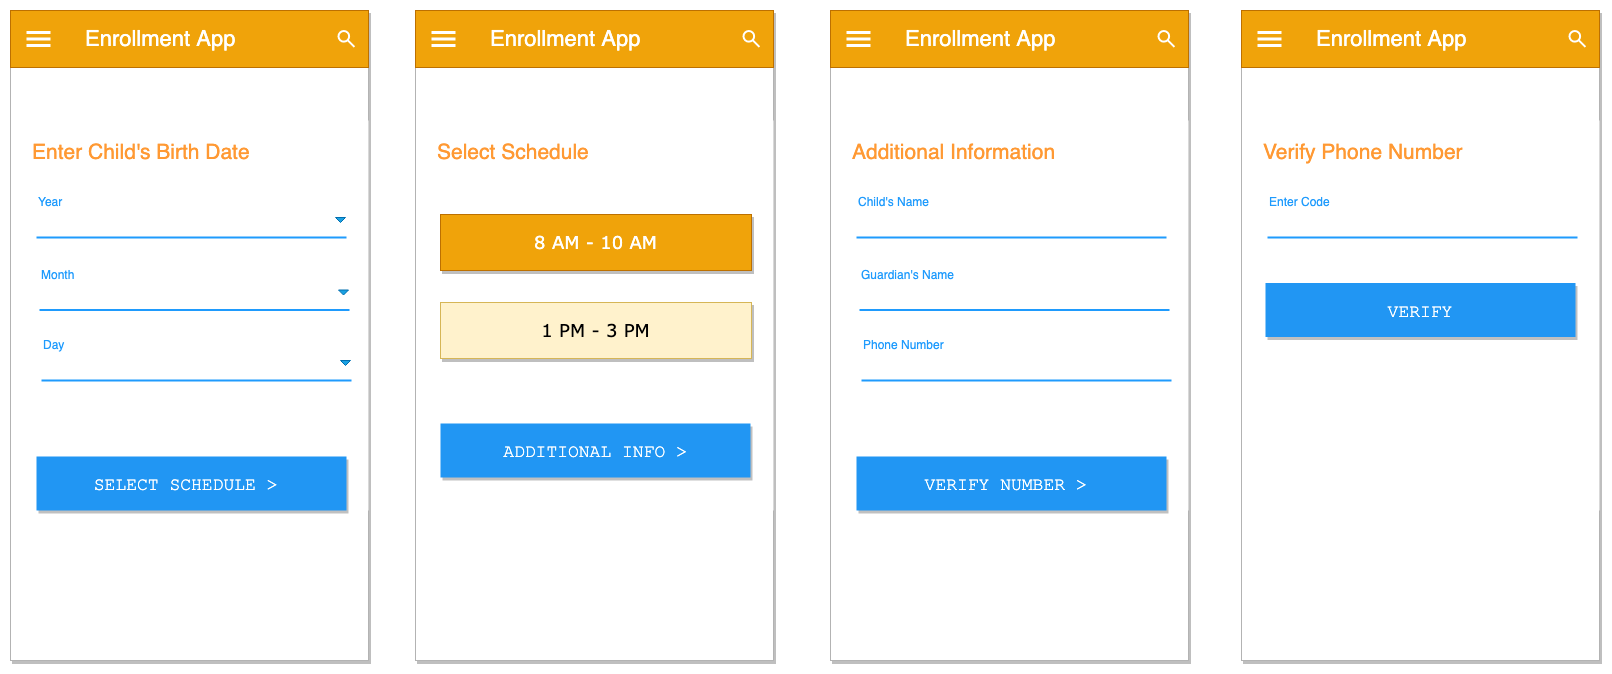 Enrollment App
Enter Child's Birth Date
Year
Month
Day
SELECT SCHEDULE >
Enrollment App
Select Schedule
8 AM - 10 AM
1 PM - 3 PM
ADDITIONAL INFO >
Enrollment App
Additional Information
Child's Name
Guardian's Name
Phone Number
VERIFY NUMBER >
Enrollment App
Verify Phone Number
Enter Code
VERIFY